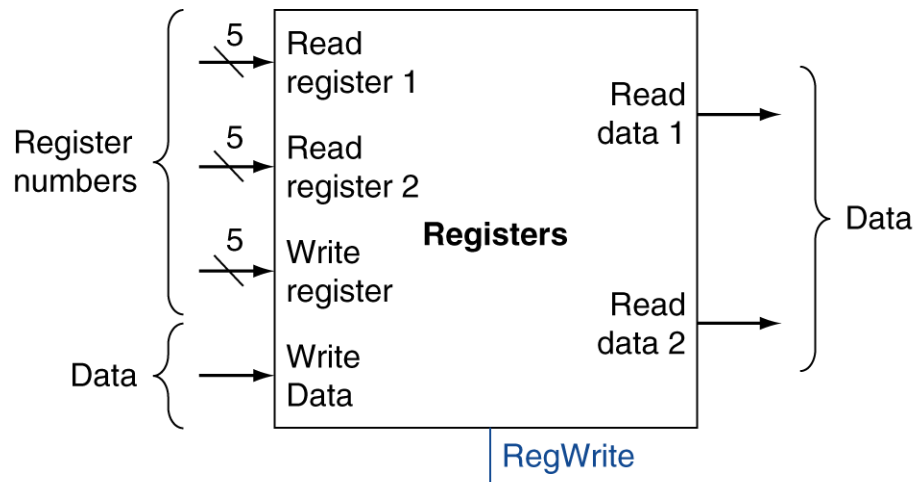 5
Read
register 1
5
Read
register 2
5
Write
register
Write
Data
Register
numbers
Data
Registers
Read
data 1
Read
data 2
Data
RegWrite